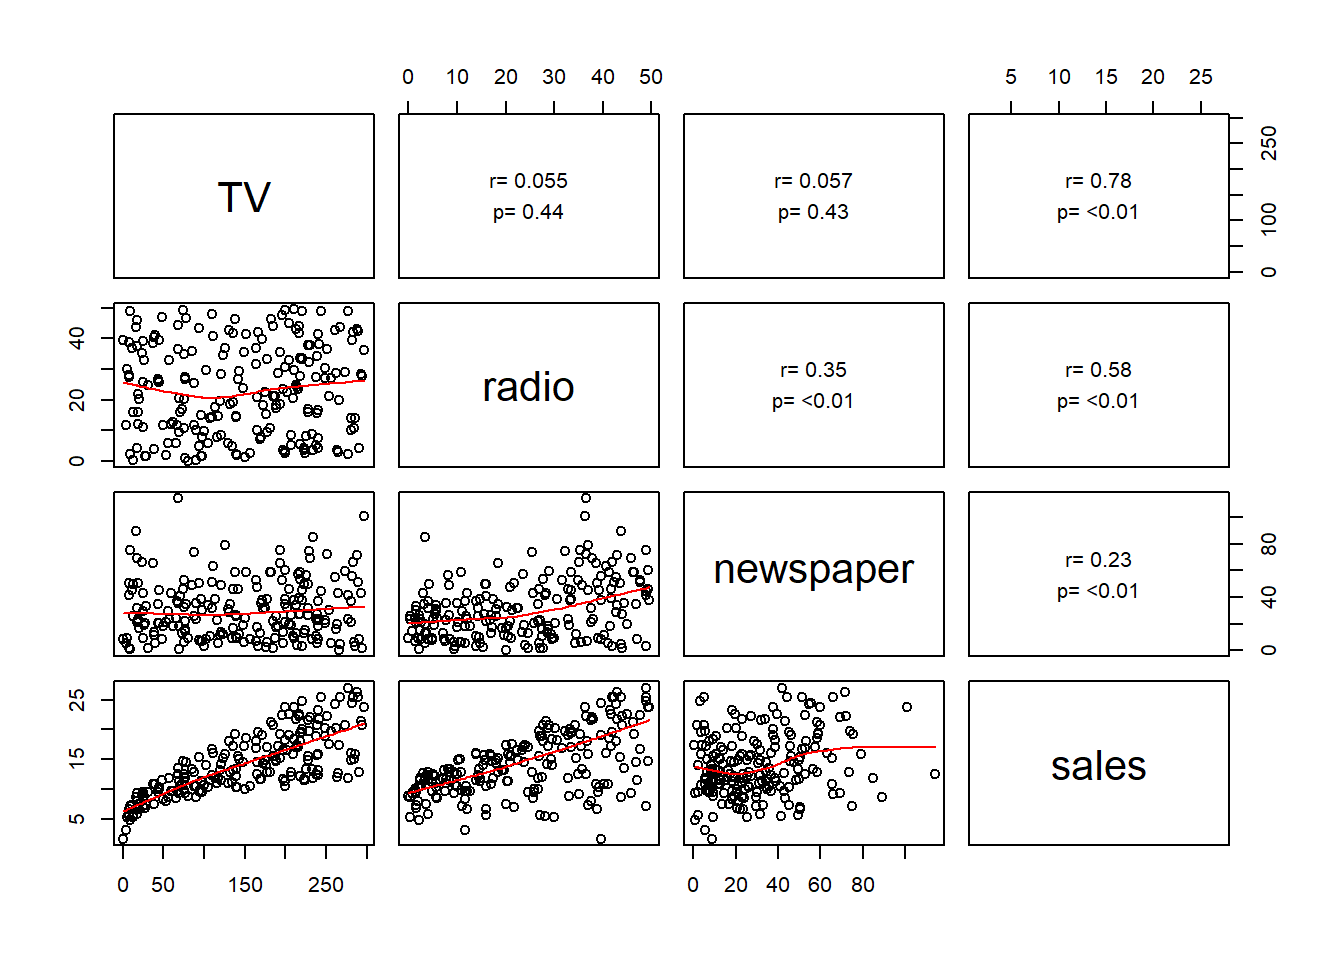 0 10 20 30 40 50
5 10 15 20 25
TV
r= 0.055
p= 0.44
r= 0.057
p= 0.43
r= 0.78
p= <0.01
0 100 250
0 20 40
radio
r= 0.35
p= <0.01
r= 0.58
p= <0.01
newspaper
r= 0.23
p= <0.01
0 40 80
5 15 25
sales
0 50 150 250
0 20 40 60 80